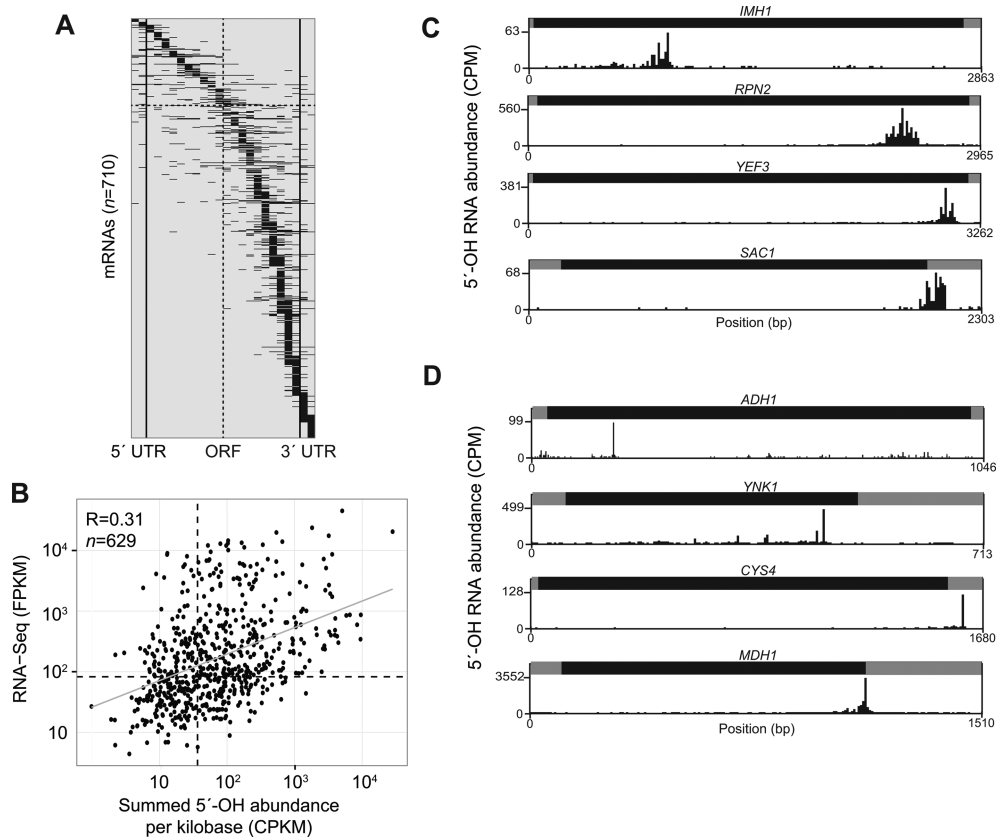 A
mRNAs (n=710)
5´ UTR ORF 3´ UTR
B
R=0.31
n=629
RNA−Seq (FPKM)
10⁴
10³
10²
10
10 10² 10³ 10⁴
Summed 5´-OH abundance
per kilobase (CPKM)
C
5´-OH RNA abundance (CPM)
IMH1
63
0
0 2863
RPN2
560
0
0 2965
YEF3
381
0
0 3262
SAC1
68
0
0 2303
Position (bp)
D
5´-OH RNA abundance (CPM)
ADH1
99
0
0 1046
YNK1
499
0
0 713
CYS4
128
0
0 1680
MDH1
3552
0
0 1510
Position (bp)